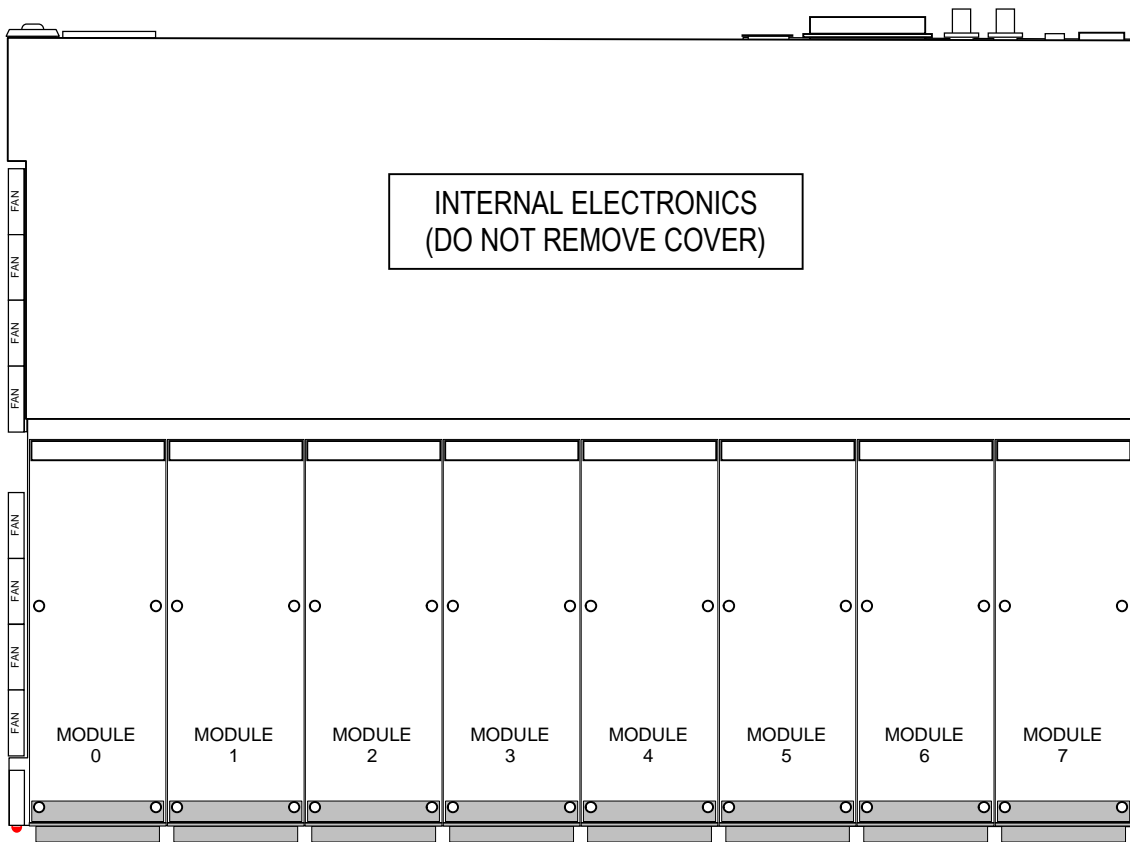 INTERNAL ELECTRONICS
(DO NOT REMOVE COVER)
FAN
FAN
FAN
FAN
FAN
FAN
FAN
FAN
MODULE
0
MODULE
1
MODULE
2
MODULE
3
MODULE
4
MODULE
5
MODULE
6
MODULE
7